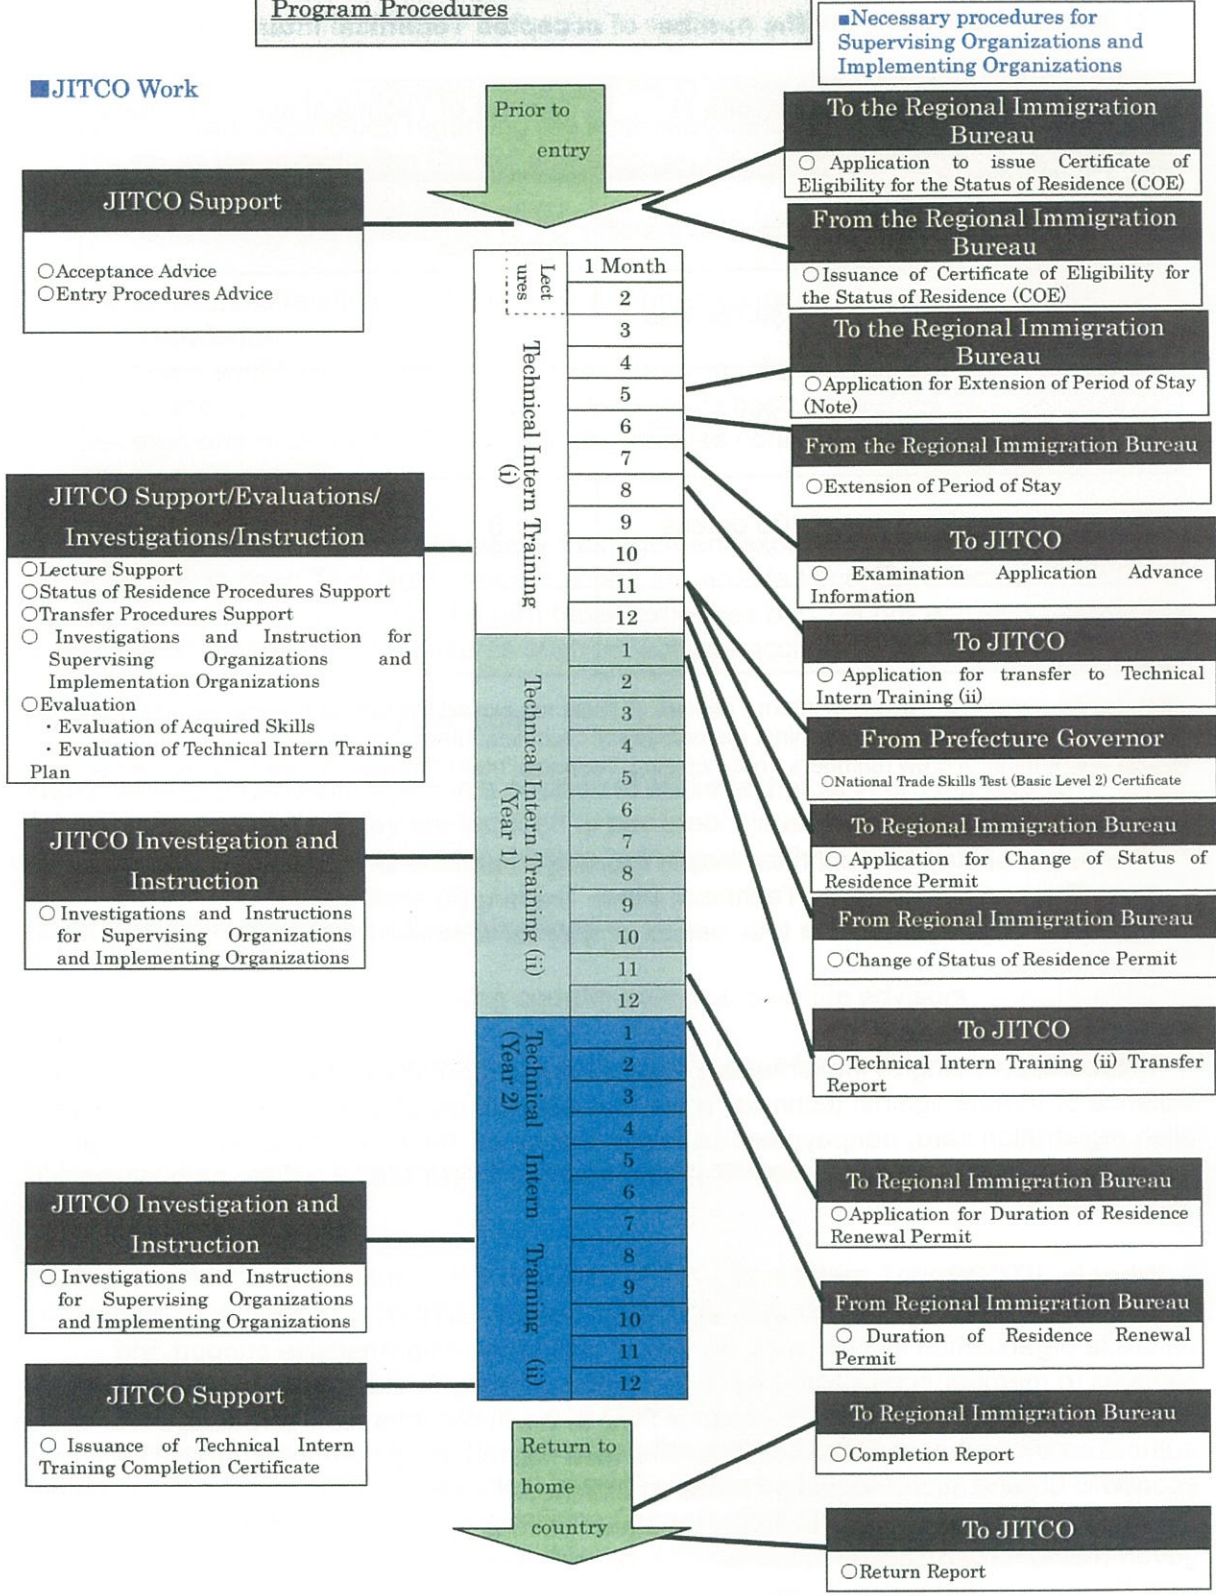 Program Procedures
■Necessary procedures for
Supervising Organizations and
Implementing Organizations
■JITCO Work
Prior to
entry
JITCO Support
○Acceptance Advice
○Entry Procedures Advice
To the Regional Immigration
Bureau
○ Application to issue Certificate of
Eligibility for the Status of Residence (COE)
From the Regional Immigration
Bureau
○Issuance of Certificate of Eligibility for
the Status of Residence (COE)
Lect
ures
Technical Intern Training
(i)
1 Month
2
3
4
5
6
7
8
9
10
11
12
To the Regional Immigration
Bureau
○Application for Extension of Period of Stay
(Note)
From the Regional Immigration Bureau
○Extension of Period of Stay
JITCO Support/Evaluations/
Investigations/Instruction
○Lecture Support
○Status of Residence Procedures Support
○Transfer Procedures Support
○ Investigations and Instruction for
Supervising Organizations and
Implementation Organizations
○Evaluation
・Evaluation of Acquired Skills
・Evaluation of Technical Intern Training
Plan
To JITCO
○ Examination Application Advance
Information
To JITCO
○ Application for transfer to Technical
Intern Training (ii)
From Prefecture Governor
○National Trade Skills Test (Basic Level 2) Certificate
To Regional Immigration Bureau
○ Application for Change of Status of
Residence Permit
From Regional Immigration Bureau
○Change of Status of Residence Permit
To JITCO
○Technical Intern Training (ii) Transfer
Report
Technical Intern Training (ii)
(Year 1)
1
2
3
4
5
6
7
8
9
10
11
12
JITCO Investigation and
Instruction
○ Investigations and Instructions
for Supervising Organizations
and Implementing Organizations
Technical Intern Training (ii)
(Year 2)
1
2
3
4
5
6
7
8
9
10
11
12
To Regional Immigration Bureau
○Application for Duration of Residence
Renewal Permit
From Regional Immigration Bureau
○ Duration of Residence Renewal
Permit
JITCO Investigation and
Instruction
○ Investigations and Instructions
for Supervising Organizations
and Implementing Organizations
JITCO Support
○ Issuance of Technical Intern
Training Completion Certificate
Return to
home
country
To Regional Immigration Bureau
○Completion Report
To JITCO
○Return Report